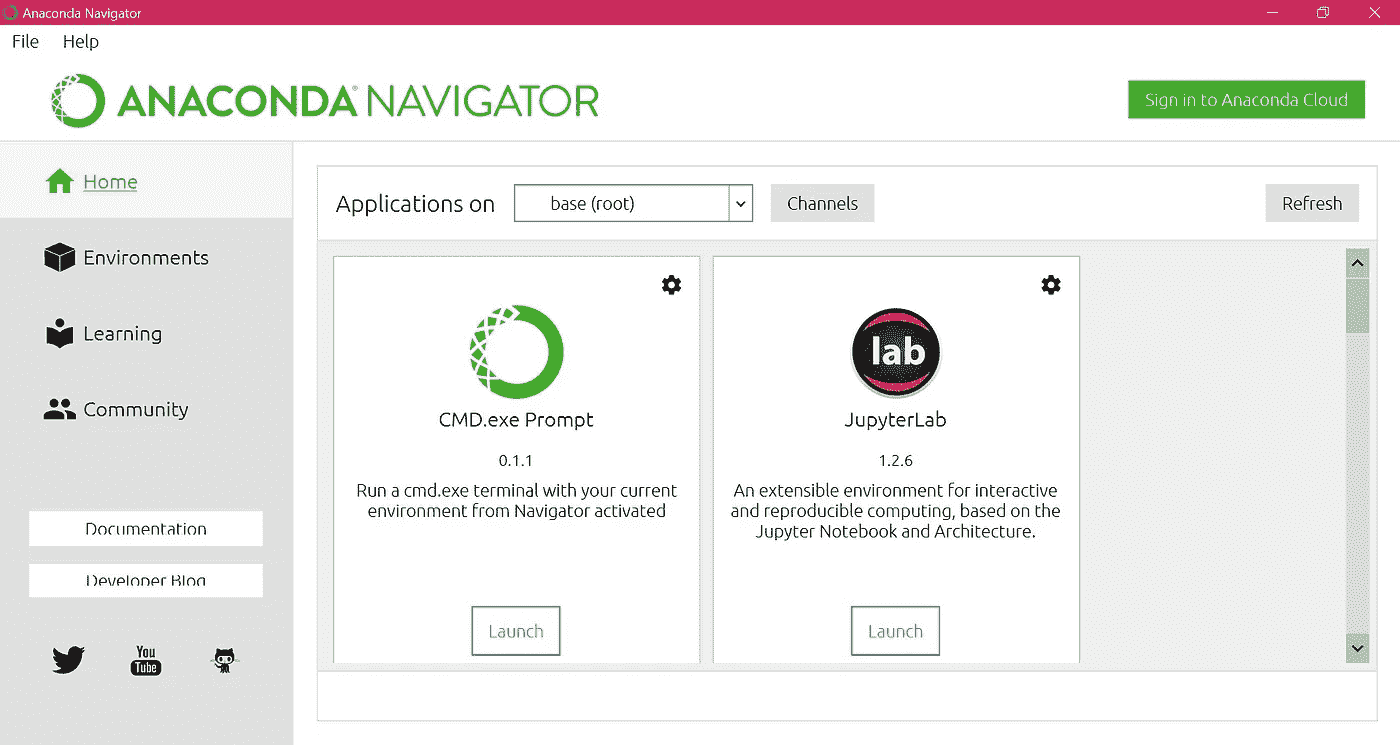 Anaconda Navigator
File Help
ANACONDA® NAVIGATOR
Sign in to Anaconda Cloud
Home
Environments
Learning
Community
Documentation
Developer Blog
You
Tube
Applications on base (root) Channels Refresh
CMD.exe Prompt
0.1.1
Run a cmd.exe terminal with your current
environment from Navigator activated
Launch
lab
JupyterLab
1.2.6
An extensible environment for interactive
and reproducible computing, based on the
Jupyter Notebook and Architecture.
Launch